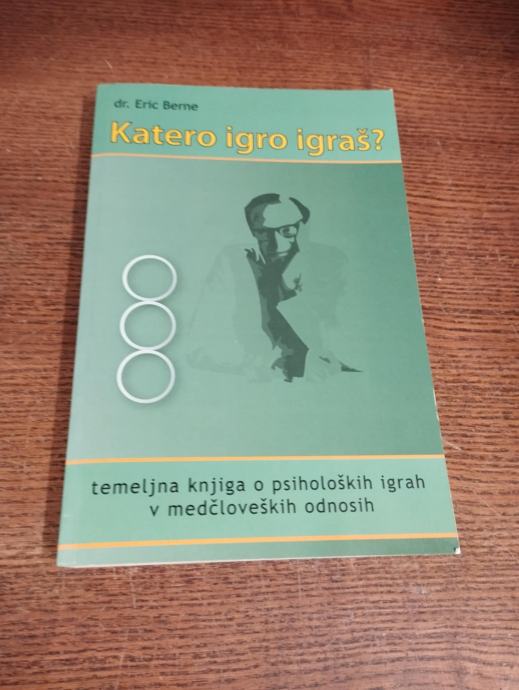 dr. Eric Berne
Katero igro igraš?
temeljna knjiga o psiholoških igrah
v medčloveških odnosih